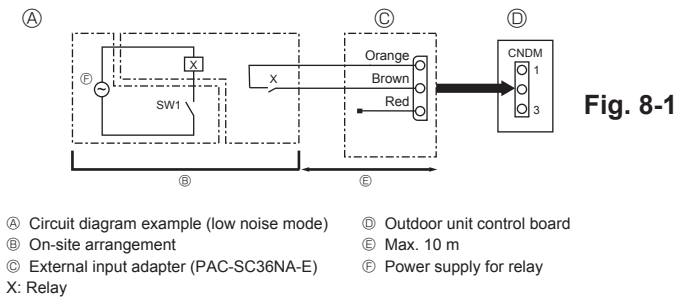 Ⓐ
Ⓒ
Ⓓ
Orange
Brown
Red
X
X
SW1
Ⓕ
~
CNDM
1
3
Fig. 8-1
Ⓑ
Ⓔ
Ⓐ Circuit diagram example (low noise mode)
Ⓑ On-site arrangement
Ⓒ External input adapter (PAC-SC36NA-E)
X: Relay
Ⓓ Outdoor unit control board
Ⓔ Max. 10 m
Ⓕ Power supply for relay